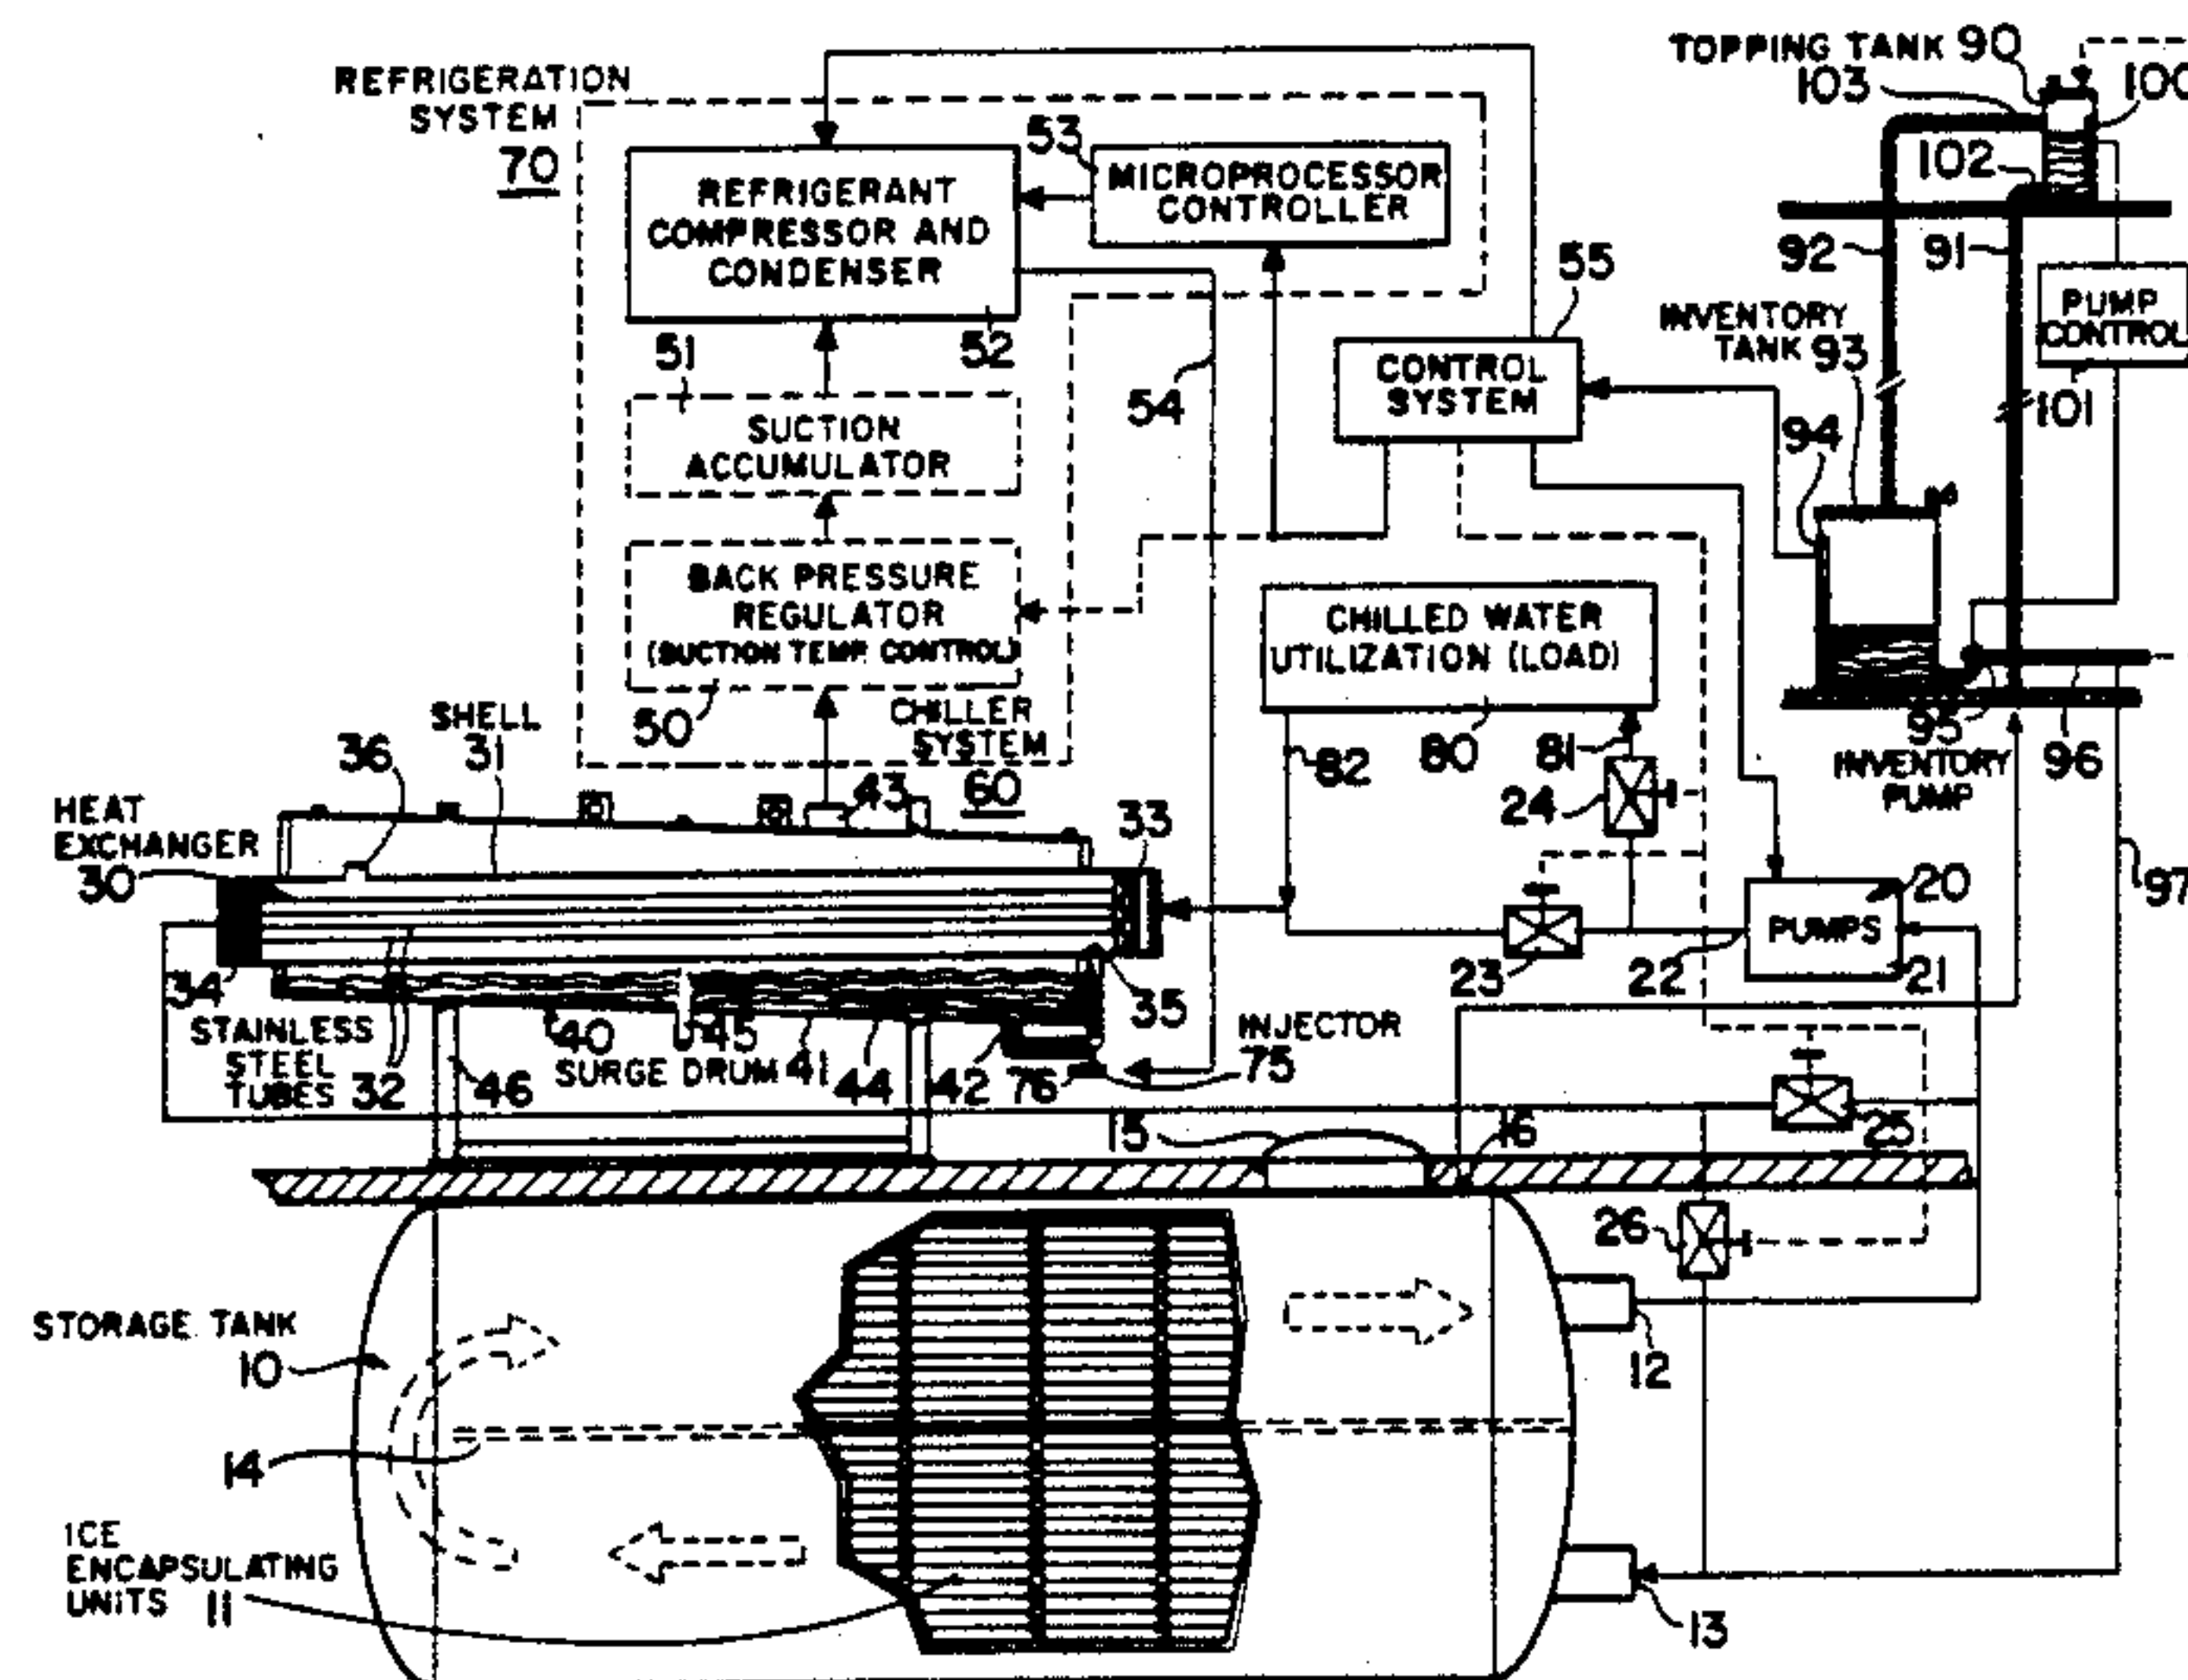 REFRIGERATION
SYSTEM
70
TOPPING TANK 90
103
100
102
53
REFRIGERANT
COMPRESSOR AND
CONDENSER
MICROPROCESSOR
CONTROLLER
92
91
55
PUMP
CONTROL
INVENTORY
TANK 93
51
52
54
CONTROL
SYSTEM
101
SUCTION
ACCUMULATOR
94
BACK PRESSURE
REGULATOR
(SUCTION TEMP. CONTROL)
CHILLED WATER
UTILIZATION (LOAD)
50
CHILLER
SYSTEM
60
SHELL
31
36
43
82
80
81
95
96
INVENTORY
PUMP
24
HEAT
EXCHANGER
30
33
20
97
PUMPS
34
23
22
21
35
STAINLESS
STEEL
TUBES 32
40
45
SURGE DRUM 41
44
46
42
76
INJECTOR
75
15
16
25
26
STORAGE TANK
10
12
14
ICE
ENCAPSULATING
UNITS 11
13